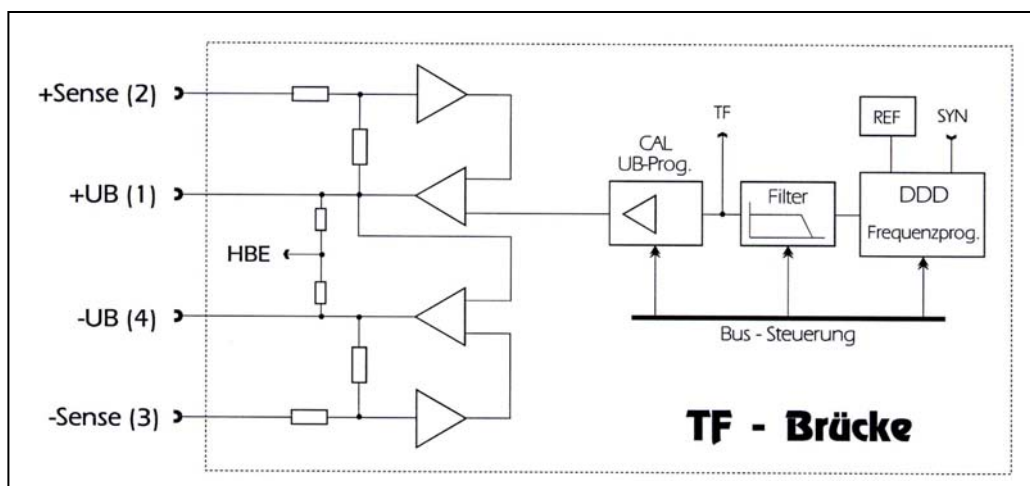 +Sense (2)
+UB (1)
HBE
-UB (4)
-Sense (3)
CAL
UB-Prog.
TF
Filter
REF
SYN
DDD
Frequenzprog.
Bus - Steuerung
TF - Brücke